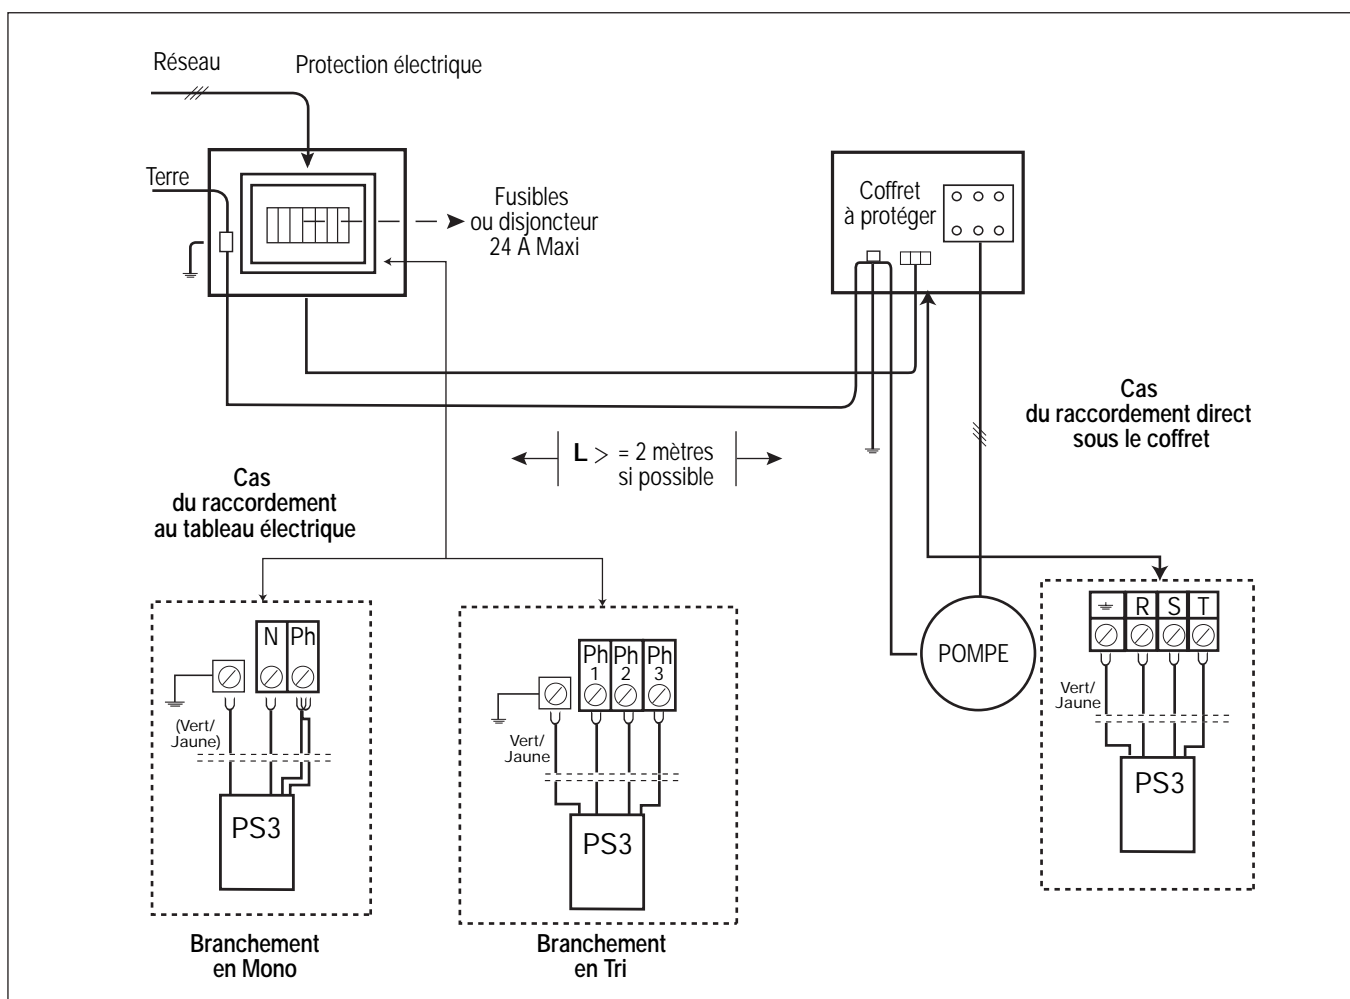 Réseau
Protection électrique
Terre
Fusibles
ou disjoncteur
24 A Maxi
Coffret
à protéger
Cas
du raccordement direct
sous le coffret
L > = 2 mètres
si possible
Cas
du raccordement
au tableau électrique
N Ph
(Vert/
Jaune)
PS3
Branchement
en Mono
Ph Ph Ph
1 2 3
Vert/
Jaune
PS3
Branchement
en Tri
POMPE
R S T
Vert/
Jaune
PS3